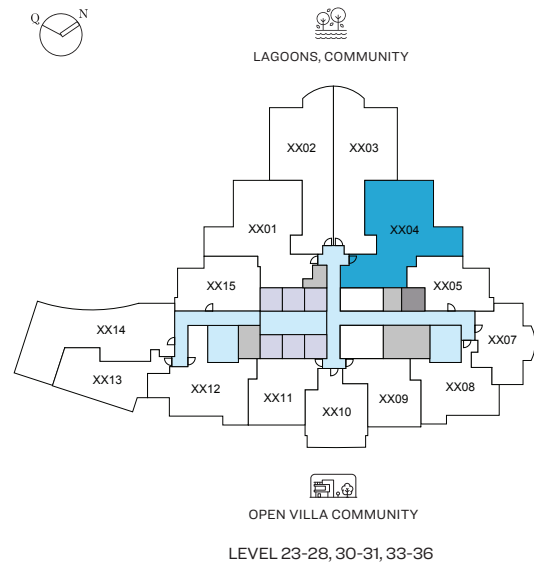 Q N
LAGOONS, COMMUNITY
XX02 XX03
XX01 XX04
XX15 XX05
XX14 XX07
XX13 XX12 XX11 XX10 XX09 XX08
OPEN VILLA COMMUNITY
LEVEL 23-28, 30-31, 33-36